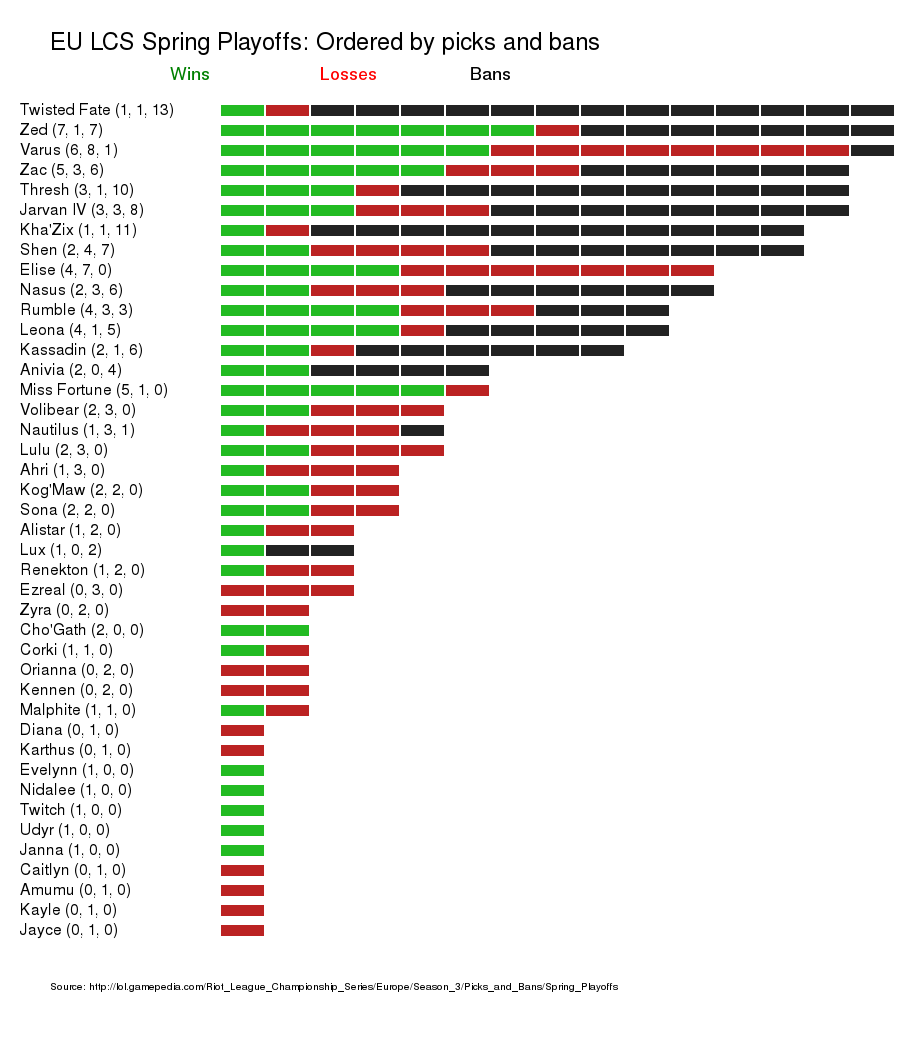 EU LCS Spring Playoffs: Ordered by picks and bans
Wins Losses Bans
Twisted Fate (1, 1, 13)
Zed (7, 1, 7)
Varus (6, 8, 1)
Zac (5, 3, 6)
Thresh (3, 1, 10)
Jarvan IV (3, 3, 8)
Kha'Zix (1, 1, 11)
Shen (2, 4, 7)
Elise (4, 7, 0)
Nasus (2, 3, 6)
Rumble (4, 3, 3)
Leona (4, 1, 5)
Kassadin (2, 1, 6)
Anivia (2, 0, 4)
Miss Fortune (5, 1, 0)
Volibear (2, 3, 0)
Nautilus (1, 3, 1)
Lulu (2, 3, 0)
Ahri (1, 3, 0)
Kog'Maw (2, 2, 0)
Sona (2, 2, 0)
Alistar (1, 2, 0)
Lux (1, 0, 2)
Renekton (1, 2, 0)
Ezreal (0, 3, 0)
Zyra (0, 2, 0)
Cho'Gath (2, 0, 0)
Corki (1, 1, 0)
Orianna (0, 2, 0)
Kennen (0, 2, 0)
Malphite (1, 1, 0)
Diana (0, 1, 0)
Karthus (0, 1, 0)
Evelynn (1, 0, 0)
Nidalee (1, 0, 0)
Twitch (1, 0, 0)
Udyr (1, 0, 0)
Janna (1, 0, 0)
Caitlyn (0, 1, 0)
Amumu (0, 1, 0)
Kayle (0, 1, 0)
Jayce (0, 1, 0)
Source: http://lol.gamepedia.com/Riot_League_Championship_Series/Europe/Season_3/Picks_and_Bans/Spring_Playoffs